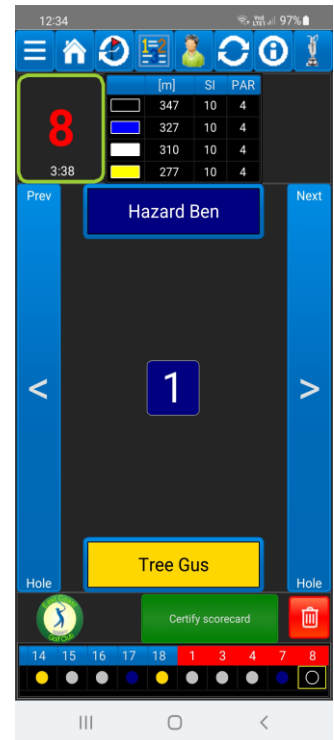 12:34 97%
[m] SI PAR
347 10 4
8 327 10 4
310 10 4
3:38 277 10 4
Prev Hazard Ben Next
< 1 >
Hole Tree Gus Hole
Certify scorecard
14 15 16 17 18 1 3 4 7 8